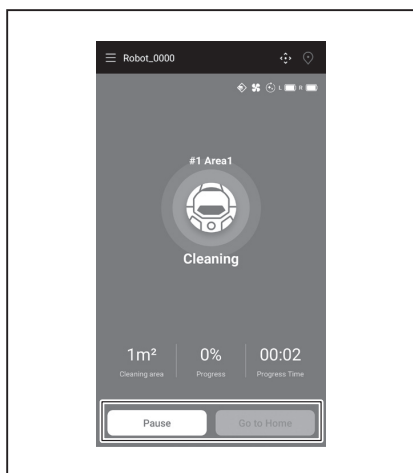 Robot_0000
L R
#1 Area1
Cleaning
1m² 0% 00:02
Cleaning area Progress Progress Time
Pause Go to Home